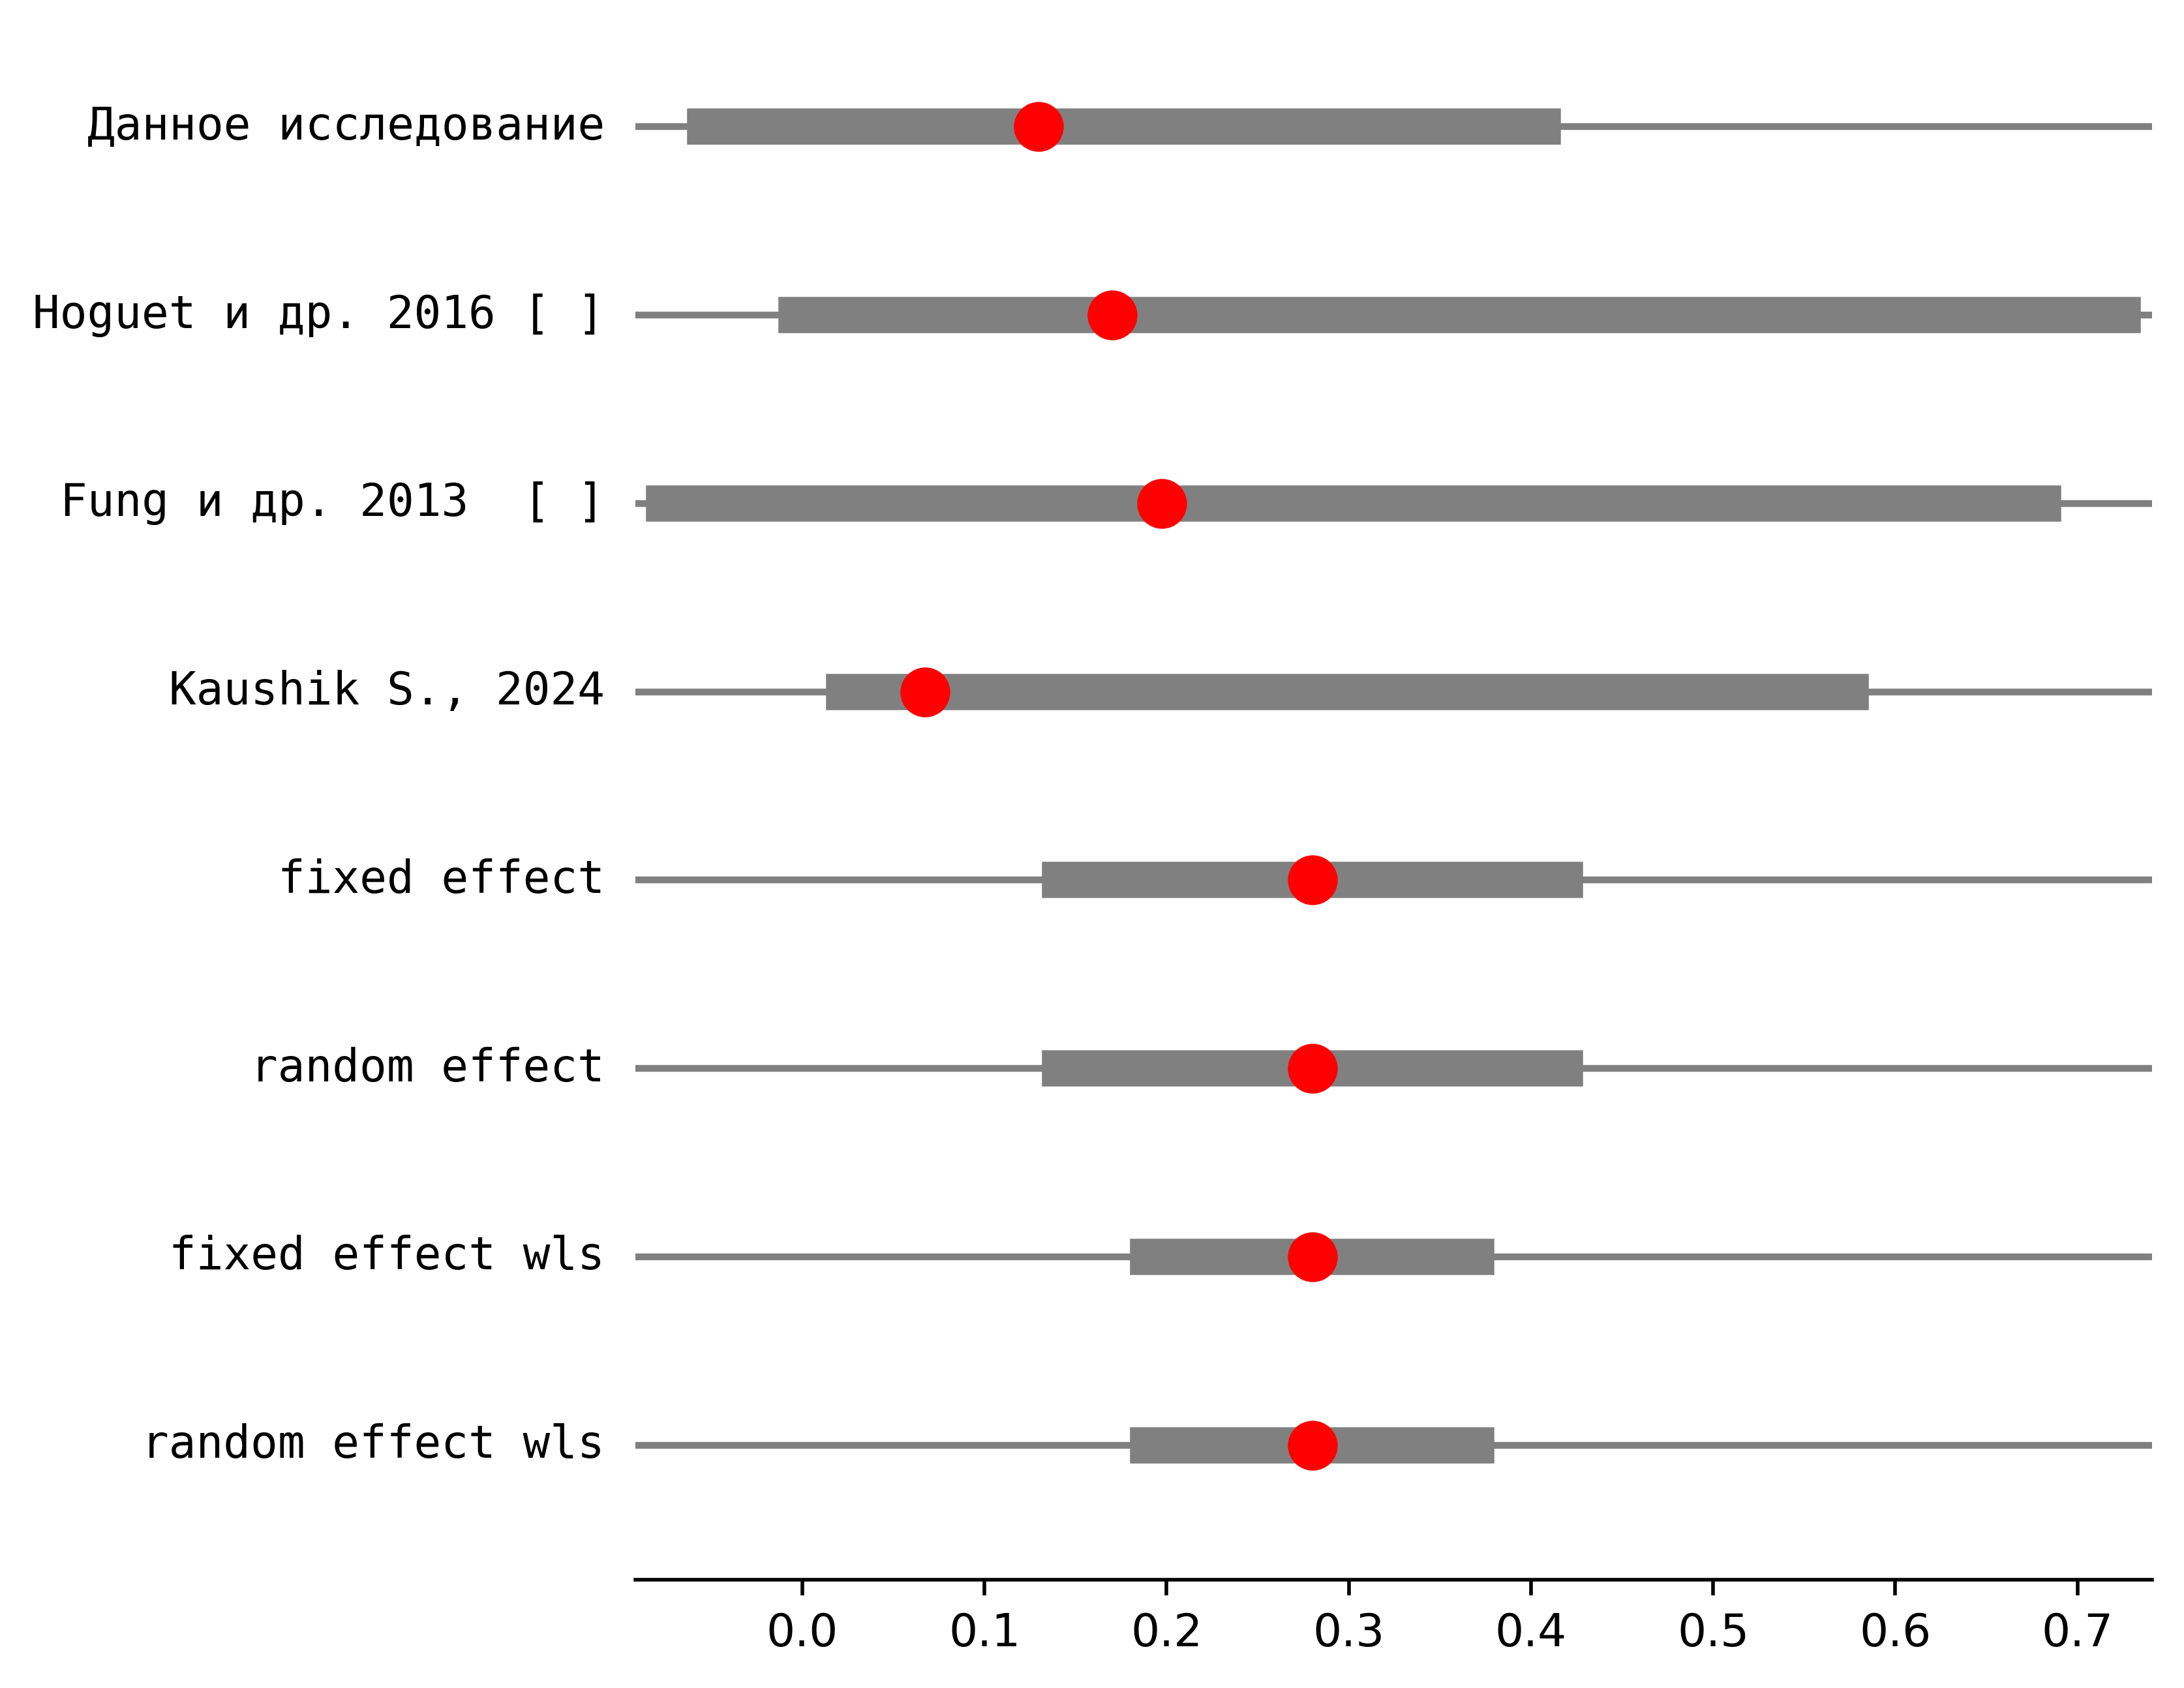 Данное исследование
Hoguet и др. 2016 [ ]
Fung и др. 2013  [ ]
Kaushik S., 2024
fixed effect
random effect
fixed effect wls
random effect wls
0.0 0.1 0.2 0.3 0.4 0.5 0.6 0.7